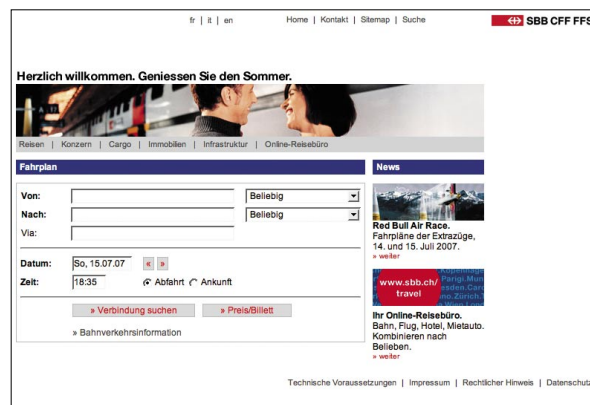 fr | it | en Home | Kontakt | Sitemap | Suche SBB CFF FFS
Herzlich willkommen. Geniessen Sie den Sommer.
Reisen | Konzern | Cargo | Immobilien | Infrastruktur | Online-Reisebüro
Fahrplan
Von: Beliebig
Nach: Beliebig
Via:
Datum: So, 15.07.07 « »
Zeit: 18:35 Abfahrt Ankunft
» Verbindung suchen » Preis/Billett
» Bahnverkehrsinformation
News
Red Bull Air Race.
Fahrpläne der Extrazüge,
14. und 15. Juli 2007.
» weiter
www.sbb.ch/
travel
Ihr Online-Reisebüro.
Bahn, Flug, Hotel, Mietauto.
Kombinieren nach
Belieben.
» weiter
Technische Voraussetzungen | Impressum | Rechtlicher Hinweis | Datenschutz